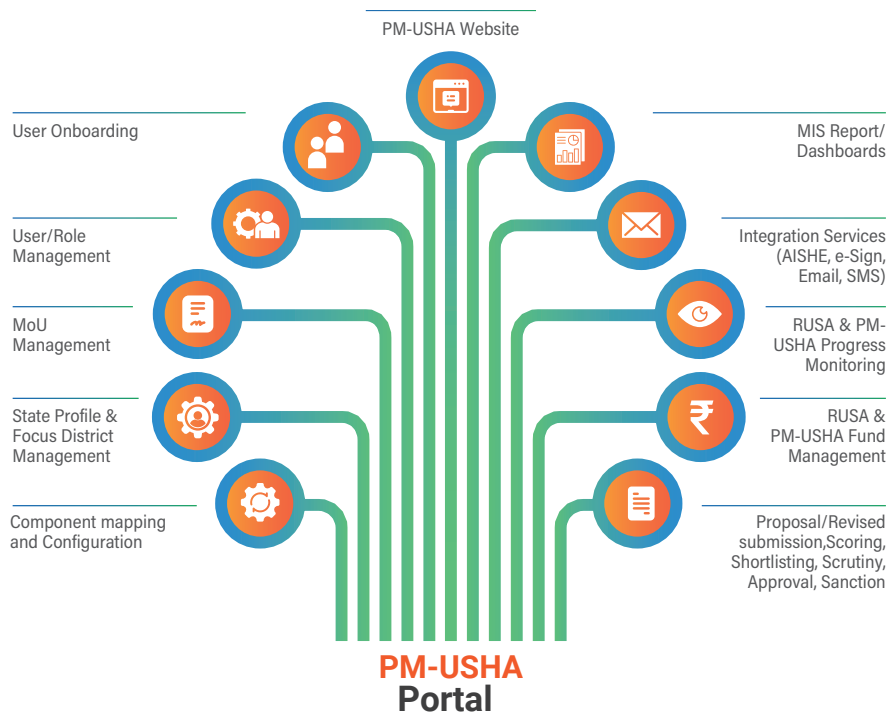 PM-USHA Website
User Onboarding
MIS Report/
Dashboards
User/Role
Management
Integration Services
(AISHE, e-Sign,
Email, SMS)
MoU
Management
RUSA & PM-
USHA Progress
Monitoring
State Profile &
Focus District
Management
RUSA &
PM-USHA Fund
Management
Component mapping
and Configuration
Proposal/Revised
submission,Scoring,
Shortlisting, Scrutiny,
Approval, Sanction
PM-USHA
Portal